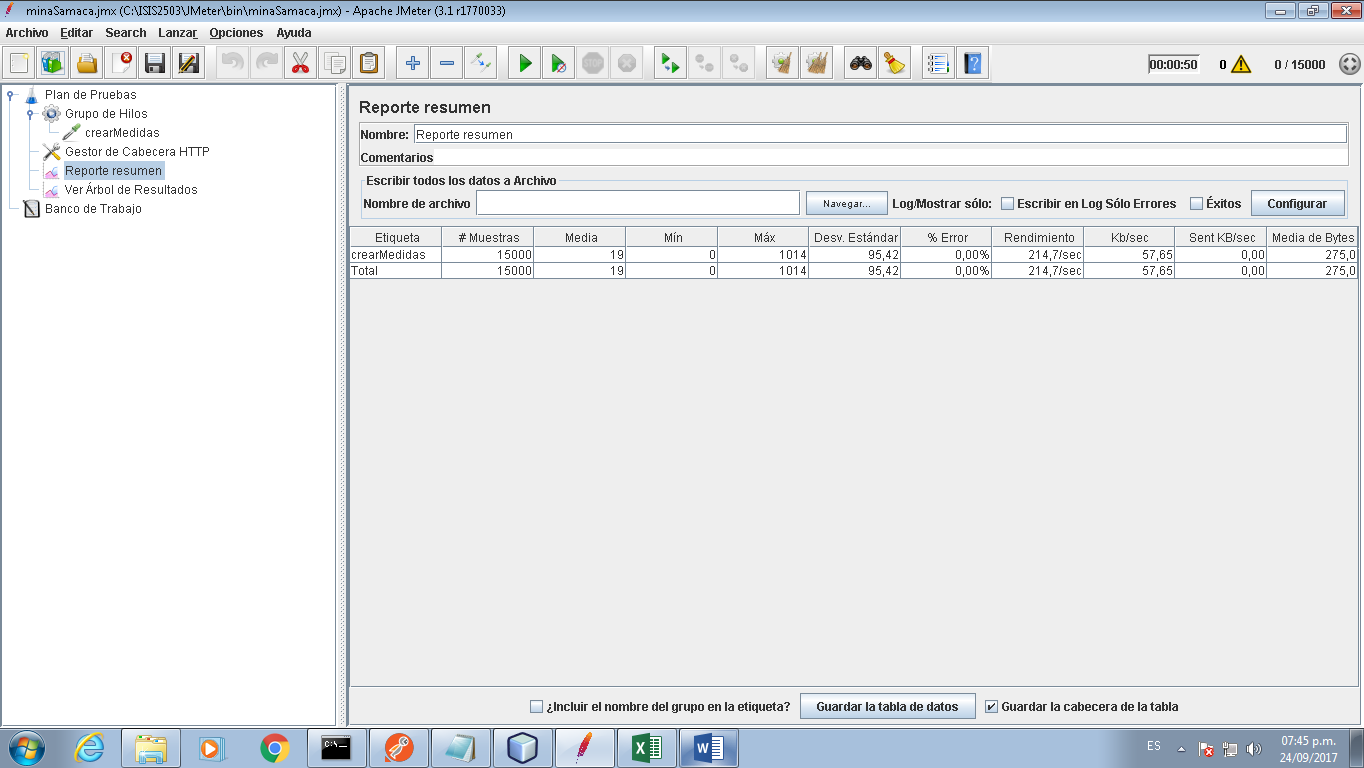 minaSamaca.jmx (C:\ISIS2503\JMeter\bin\minaSamaca.jmx) - Apache JMeter (3.1 r1770033)
Archivo Editar Search Lanzar Opciones Ayuda
STOP 00:00:50 0 0 / 15000
Plan de Pruebas
Grupo de Hilos
crearMedidas
Gestor de Cabecera HTTP
Reporte resumen
Ver Árbol de Resultados
Banco de Trabajo
Reporte resumen
Nombre: Reporte resumen
Comentarios
Escribir todos los datos a Archivo
Nombre de archivo Navegar... Log/Mostrar sólo: Escribir en Log Sólo Errores Éxitos Configurar
Etiqueta # Muestras Media Mín Máx Desv. Estándar % Error Rendimiento Kb/sec Sent KB/sec Media de Bytes
crearMedidas 15000 19 0 1014 95,42 0,00% 214,7/sec 57,65 0,00 275,0
Total 15000 19 0 1014 95,42 0,00% 214,7/sec 57,65 0,00 275,0
¿Incluir el nombre del grupo en la etiqueta? Guardar la tabla de datos Guardar la cabecera de la tabla
C:\_
ES 07:45 p.m.
24/09/2017